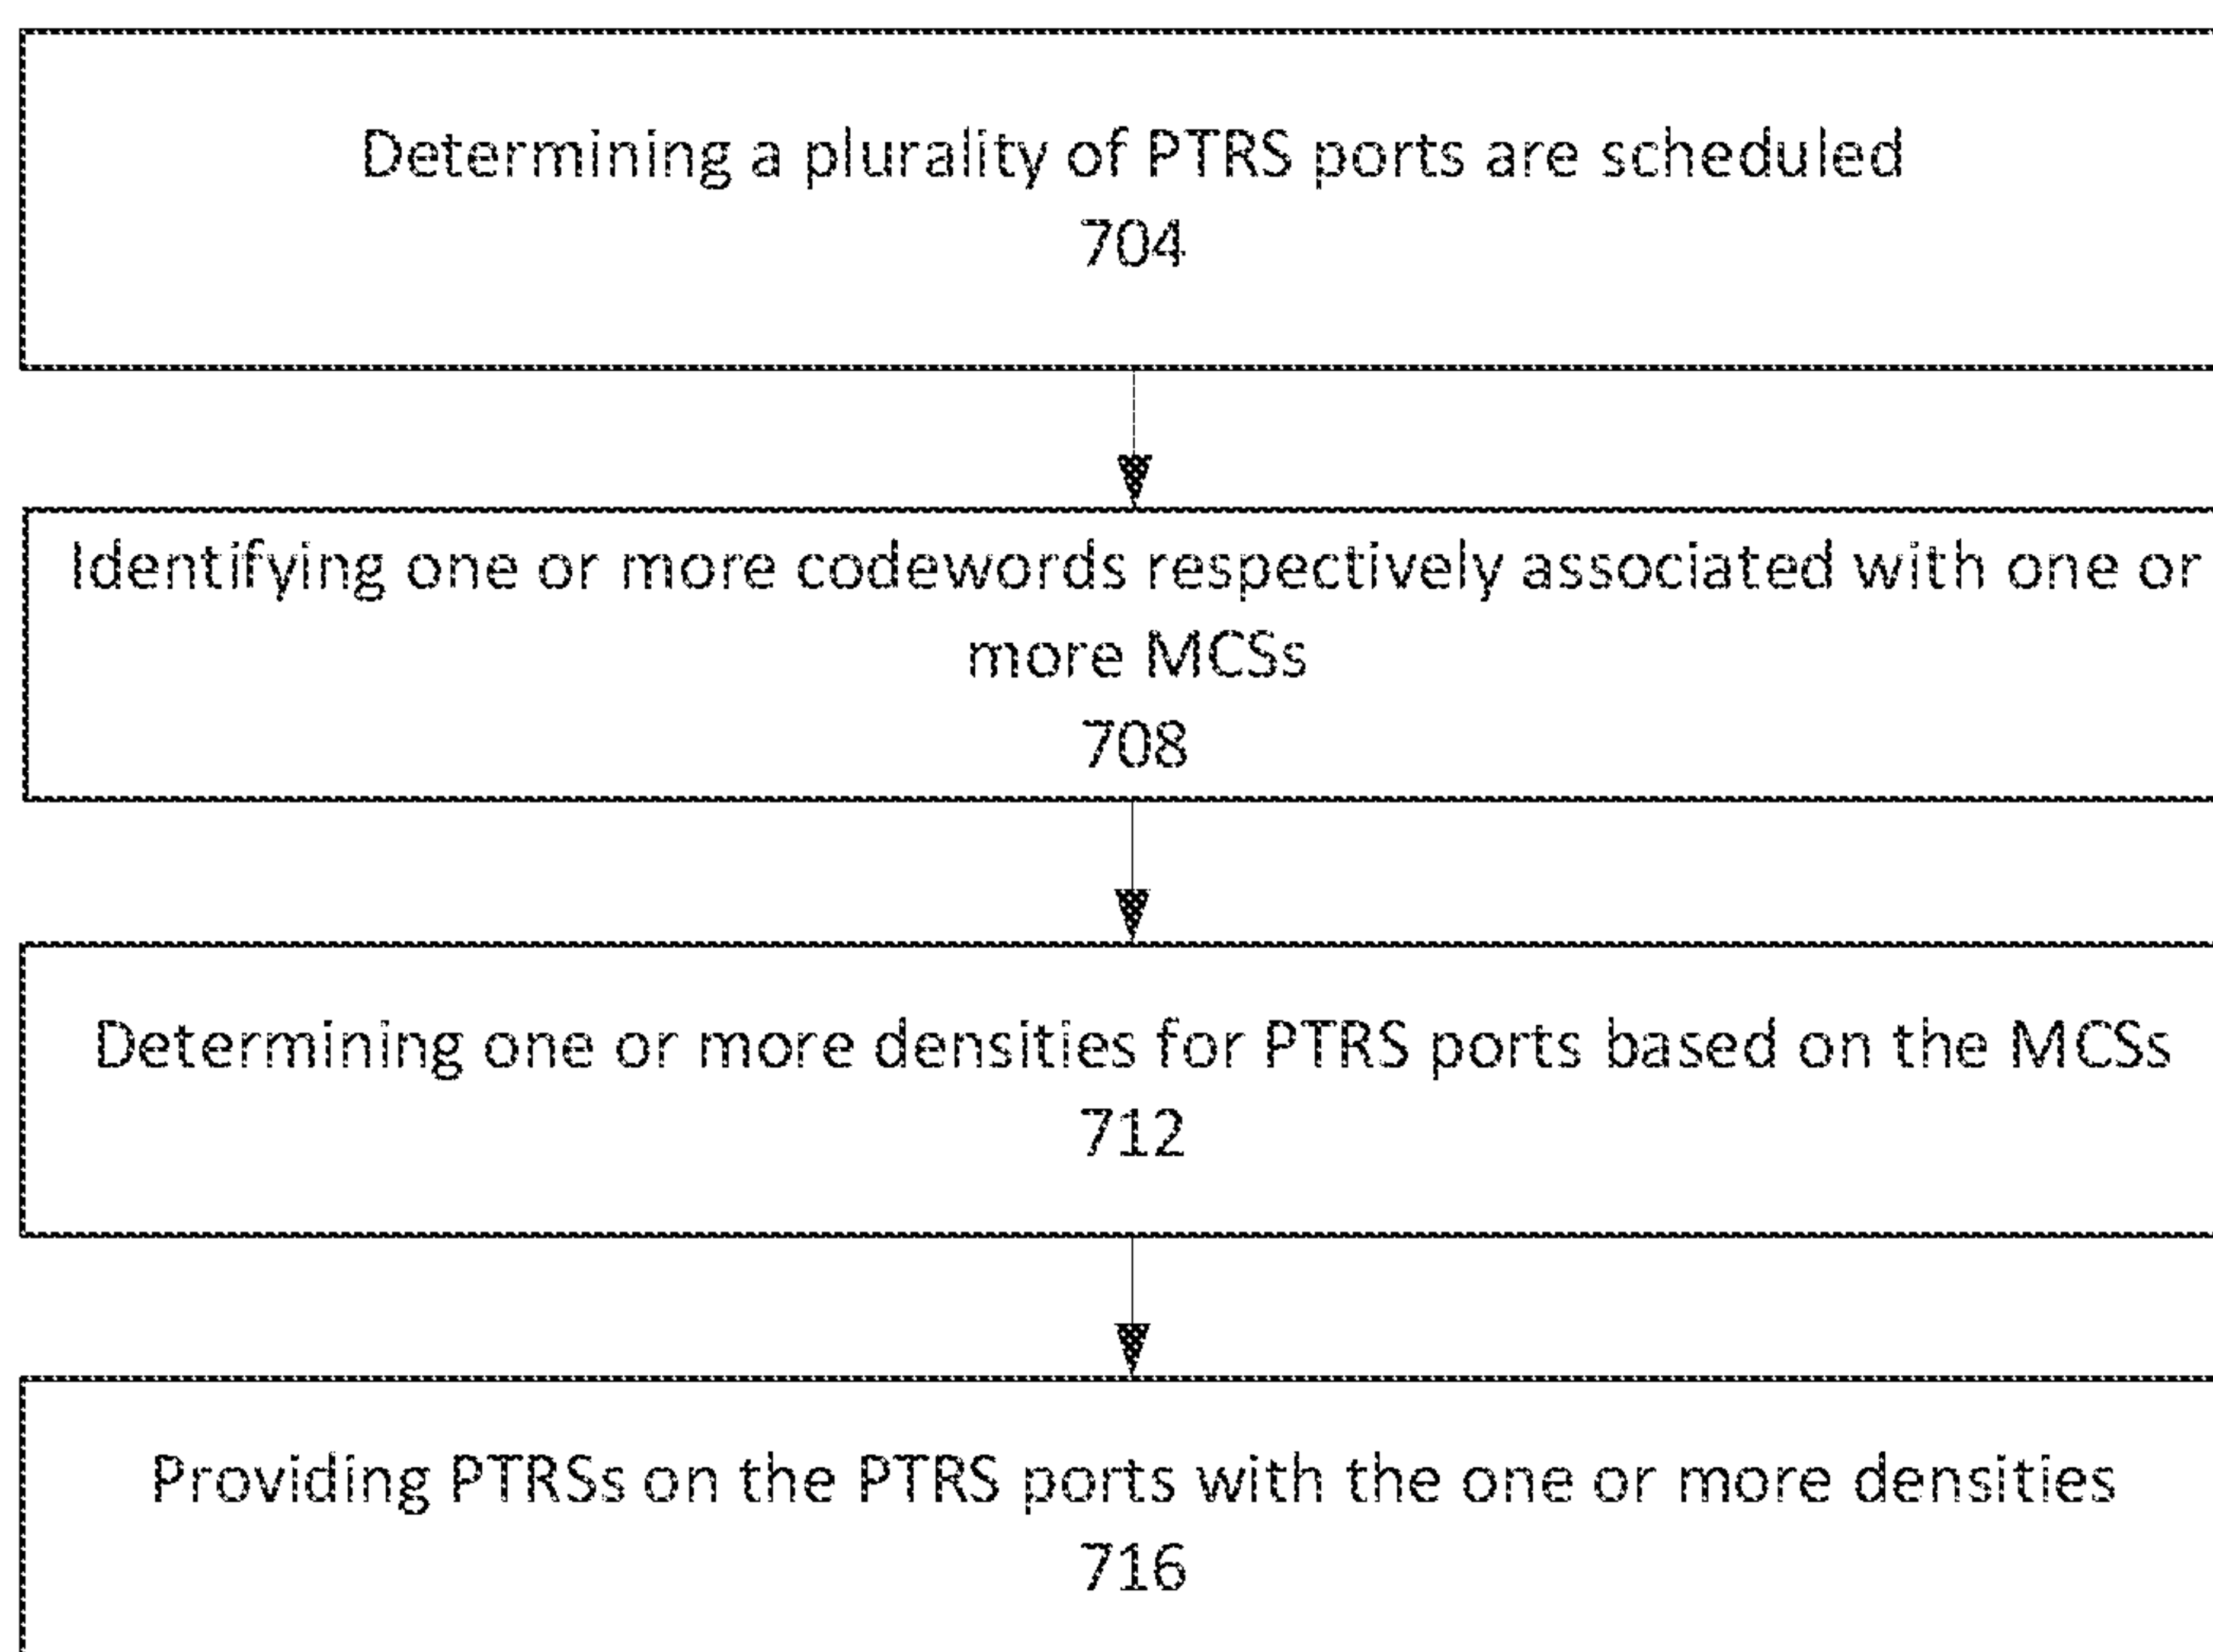 Determining a plurality of PTRS ports are scheduled
704
Identifying one or more codewords respectively associated with one or
more MCSs
708
Determining one or more densities for PTRS ports based on the MCSs
712
Providing PTRSs on the PTRS ports with the one or more densities
716